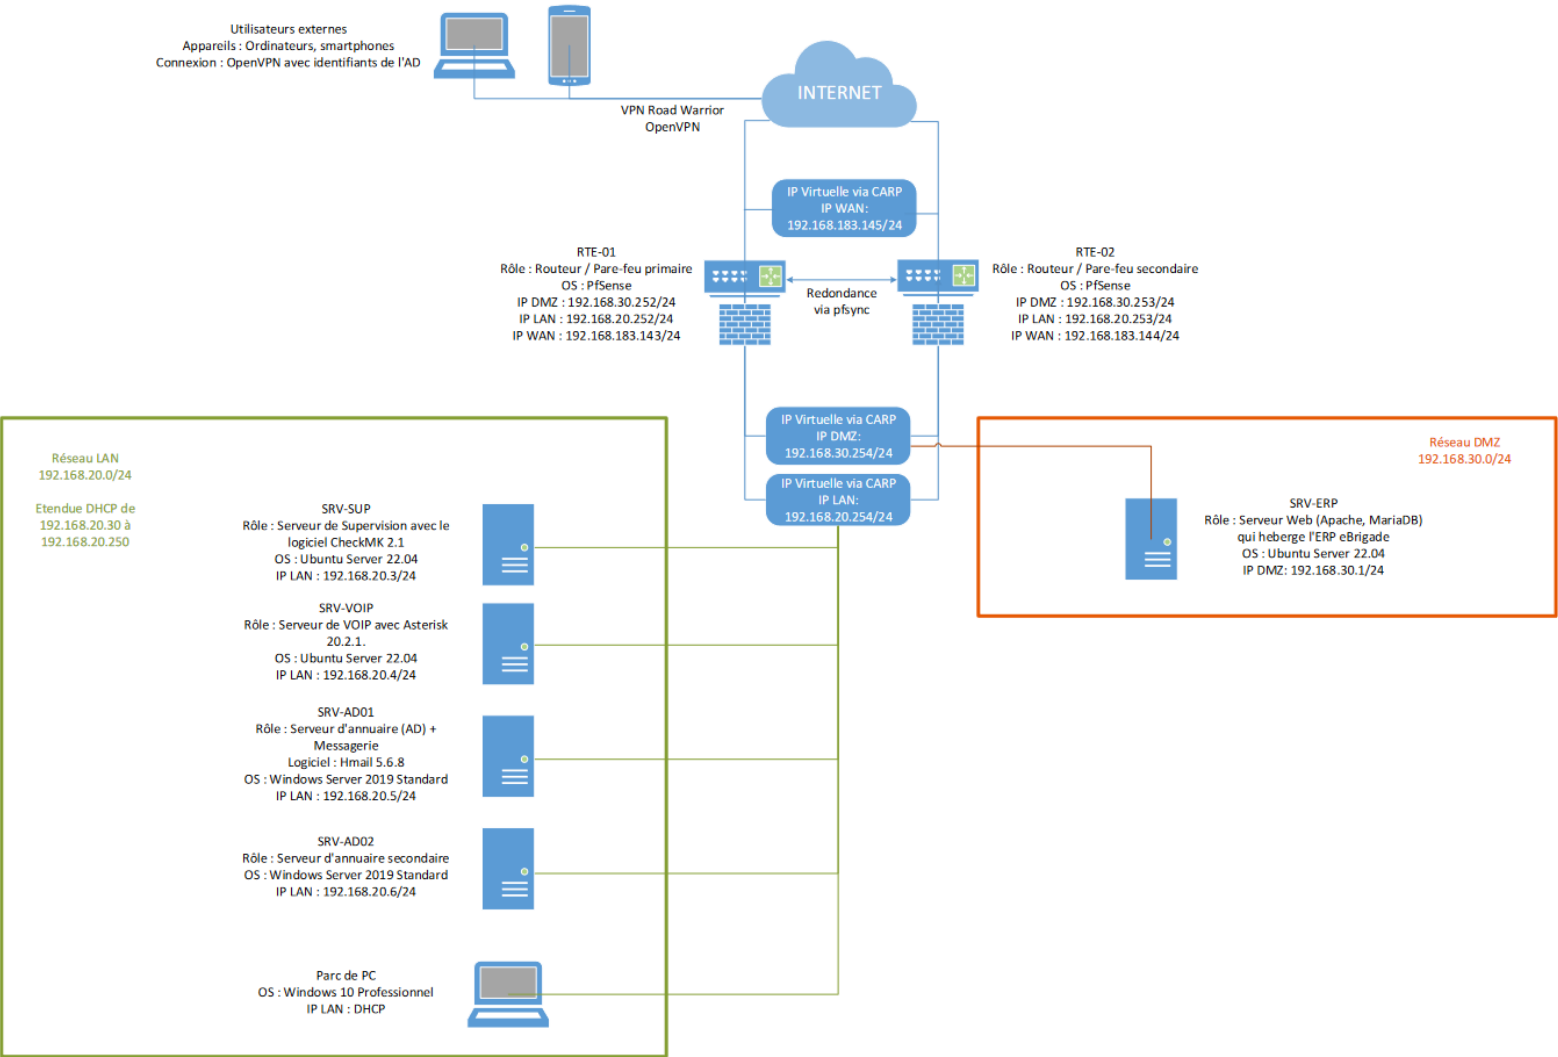 Utilisateurs externes
Appareils : Ordinateurs, smartphones
Connexion : OpenVPN avec identifiants de l'AD
INTERNET
VPN Road Warrior
OpenVPN
IP Virtuelle via CARP
IP WAN:
192.168.183.145/24
RTE-01
Rôle : Routeur / Pare-feu primaire
OS : PfSense
IP DMZ : 192.168.30.252/24
IP LAN : 192.168.20.252/24
IP WAN : 192.168.183.143/24
Redondance
via pfsync
RTE-02
Rôle : Routeur / Pare-feu secondaire
OS : PfSense
IP DMZ : 192.168.30.253/24
IP LAN : 192.168.20.253/24
IP WAN : 192.168.183.144/24
IP Virtuelle via CARP
IP DMZ:
192.168.30.254/24
IP Virtuelle via CARP
IP LAN:
192.168.20.254/24
Réseau LAN
192.168.20.0/24
Etendue DHCP de
192.168.20.30 à
192.168.20.250
SRV-SUP
Rôle : Serveur de Supervision avec le
logiciel CheckMK 2.1
OS : Ubuntu Server 22.04
IP LAN : 192.168.20.3/24
SRV-VOIP
Rôle : Serveur de VOIP avec Asterisk
20.2.1.
OS : Ubuntu Server 22.04
IP LAN : 192.168.20.4/24
SRV-AD01
Rôle : Serveur d'annuaire (AD) +
Messagerie
Logiciel : Hmail 5.6.8
OS : Windows Server 2019 Standard
IP LAN : 192.168.20.5/24
SRV-AD02
Rôle : Serveur d'annuaire secondaire
OS : Windows Server 2019 Standard
IP LAN : 192.168.20.6/24
Parc de PC
OS : Windows 10 Professionnel
IP LAN : DHCP
Réseau DMZ
192.168.30.0/24
SRV-ERP
Rôle : Serveur Web (Apache, MariaDB)
qui heberge l'ERP eBrigade
OS : Ubuntu Server 22.04
IP DMZ: 192.168.30.1/24